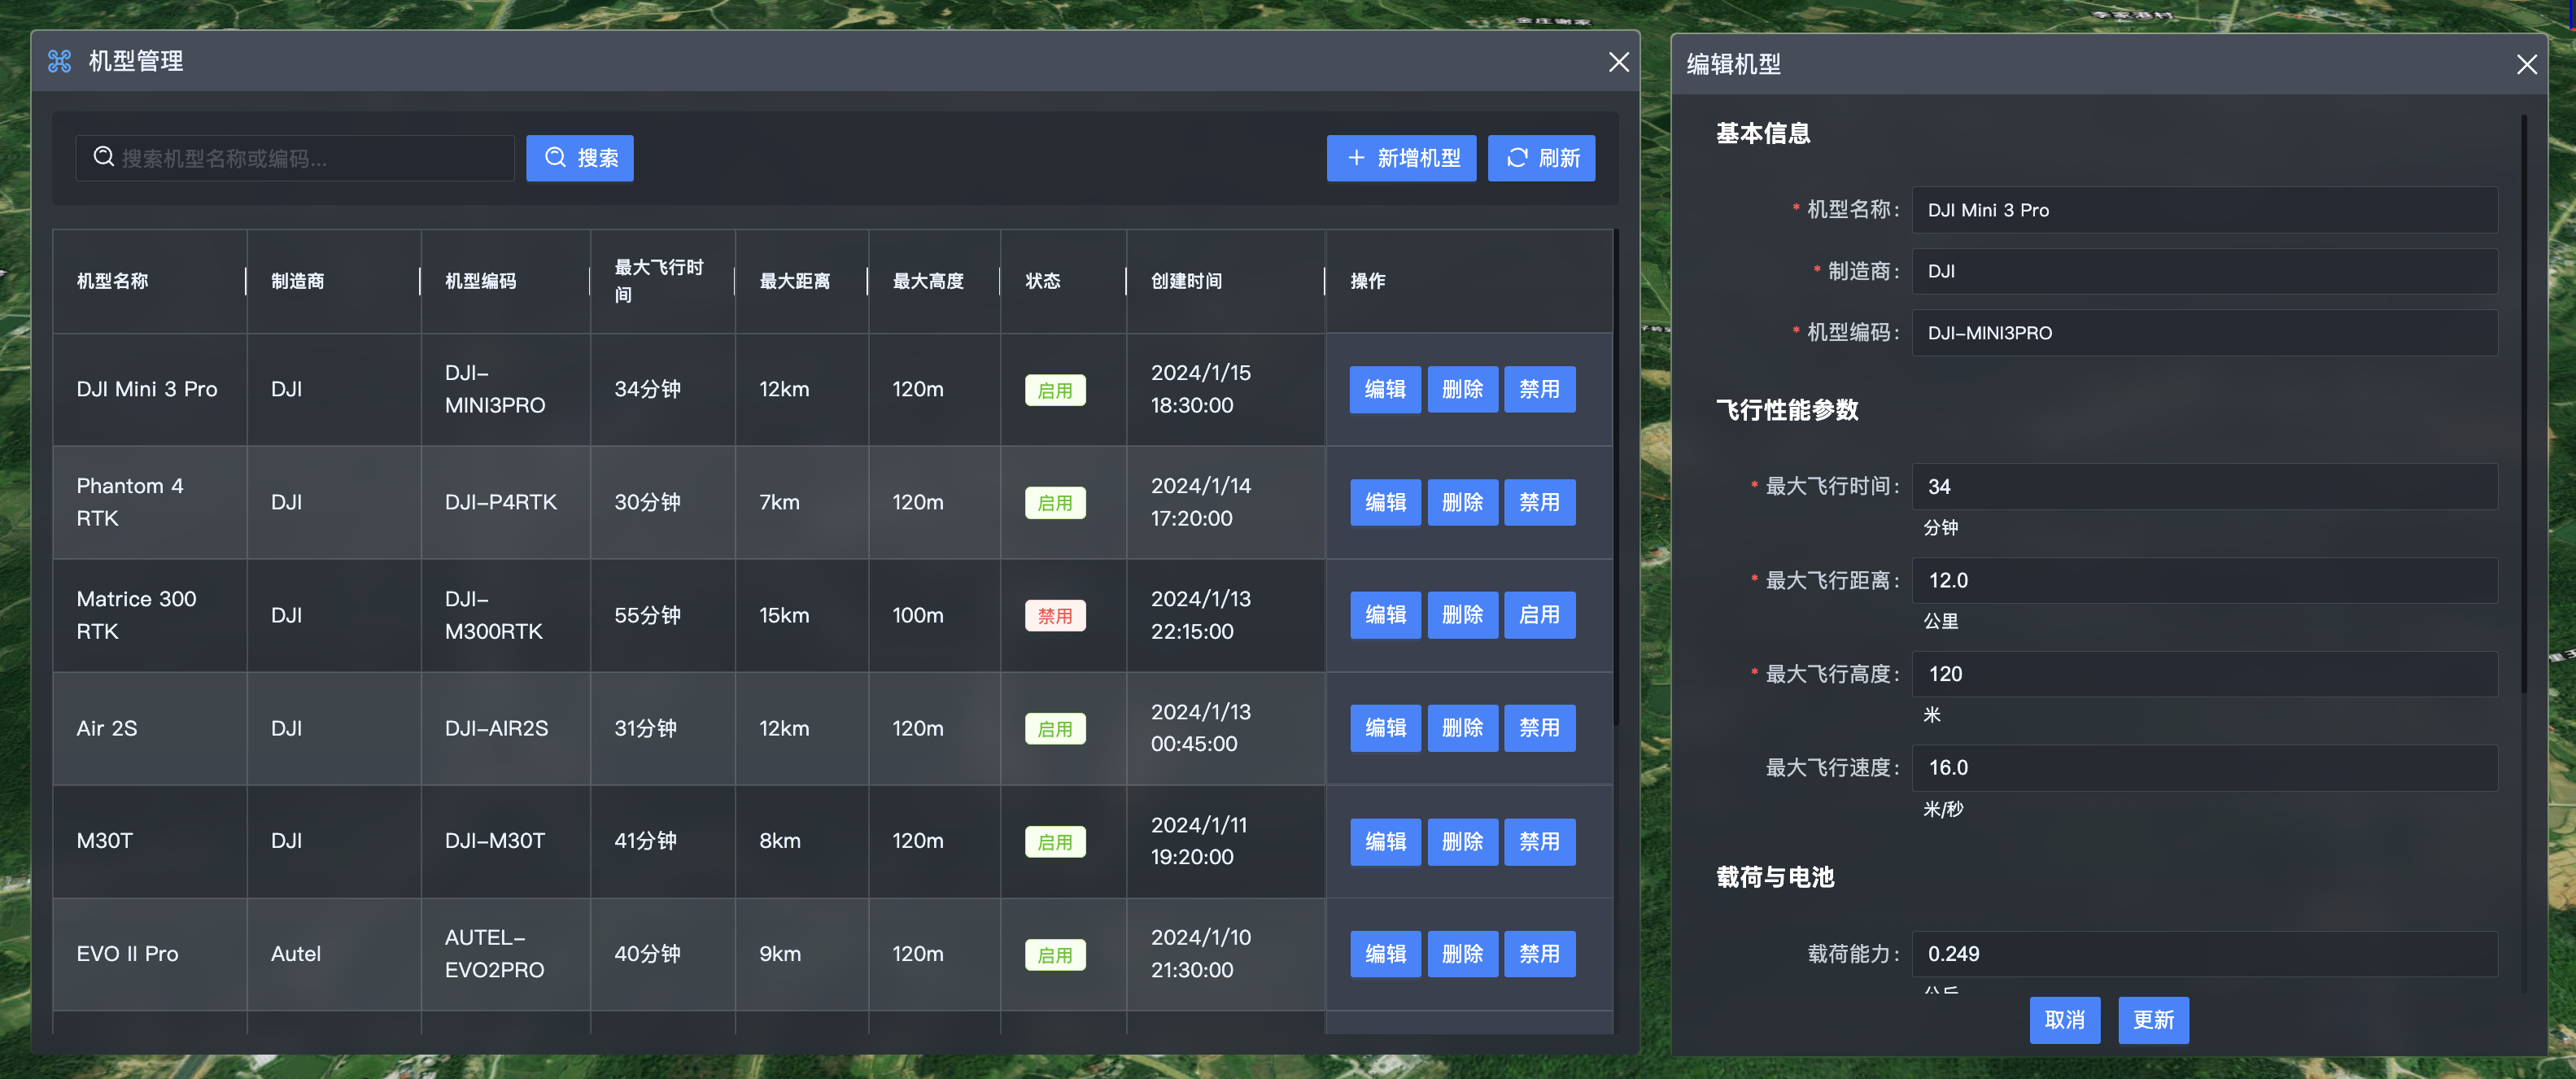 金庄谢家
李家港村
机型管理
搜索机型名称或编码...
搜索
新增机型
刷新
机型名称 制造商 机型编码 最大飞行时间 最大距离 最大高度 状态 创建时间 操作
DJI Mini 3 Pro DJI DJI-MINI3PRO 34分钟 12km 120m 启用 2024/1/15 18:30:00 编辑 删除 禁用
Phantom 4 RTK DJI DJI-P4RTK 30分钟 7km 120m 启用 2024/1/14 17:20:00 编辑 删除 禁用
Matrice 300 RTK DJI DJI-M300RTK 55分钟 15km 100m 禁用 2024/1/13 22:15:00 编辑 删除 启用
Air 2S DJI DJI-AIR2S 31分钟 12km 120m 启用 2024/1/13 00:45:00 编辑 删除 禁用
M30T DJI DJI-M30T 41分钟 8km 120m 启用 2024/1/11 19:20:00 编辑 删除 禁用
EVO II Pro Autel AUTEL-EVO2PRO 40分钟 9km 120m 启用 2024/1/10 21:30:00 编辑 删除 禁用
编辑机型
基本信息
* 机型名称: DJI Mini 3 Pro
* 制造商: DJI
* 机型编码: DJI-MINI3PRO
飞行性能参数
* 最大飞行时间: 34
分钟
* 最大飞行距离: 12.0
公里
* 最大飞行高度: 120
米
最大飞行速度: 16.0
米/秒
载荷与电池
载荷能力: 0.249
公斤
取消 更新